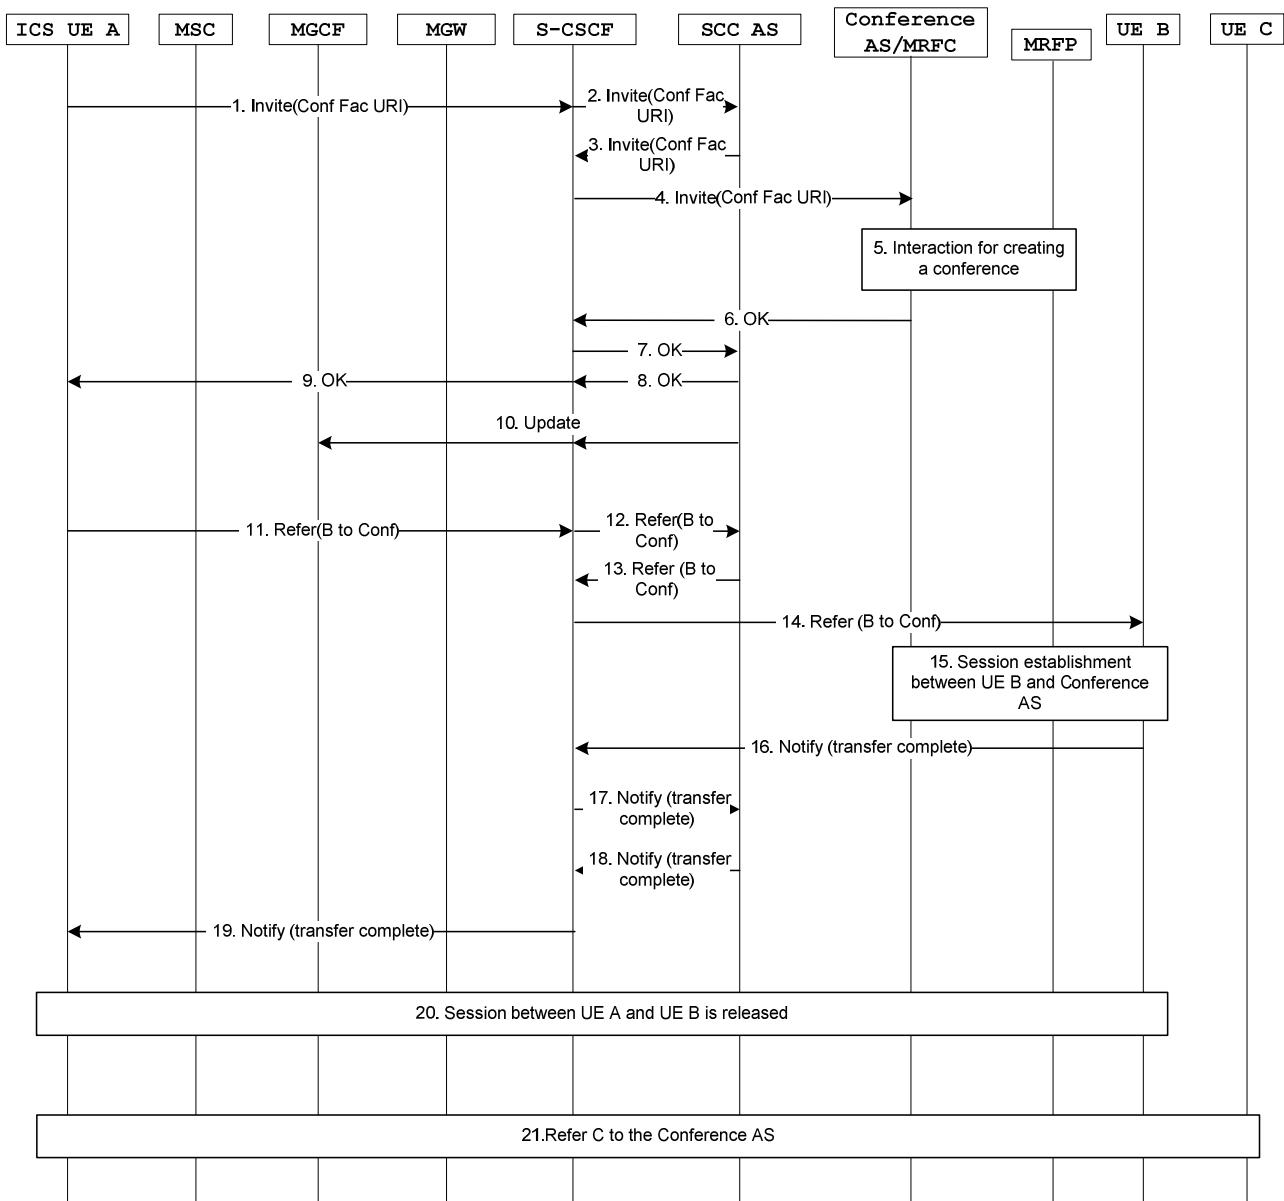 ICS UE A
MSC
MGCF
MGW
S-CSCF
SCC AS
Conference
AS/MRFC
MRFP
UE B
UE C
1. Invite(Conf Fac URI)
2. Invite(Conf Fac
URI)
3. Invite(Conf Fac
URI)
4. Invite(Conf Fac URI)
5. Interaction for creating
a conference
6. OK
7. OK
8. OK
9. OK
10. Update
11. Refer(B to Conf)
12. Refer(B to
Conf)
13. Refer (B to
Conf)
14. Refer (B to Conf)
15. Session establishment
between UE B and Conference
AS
16. Notify (transfer complete)
17. Notify (transfer
complete)
18. Notify (transfer
complete)
19. Notify (transfer complete)
20. Session between UE A and UE B is released
21.Refer C to the Conference AS